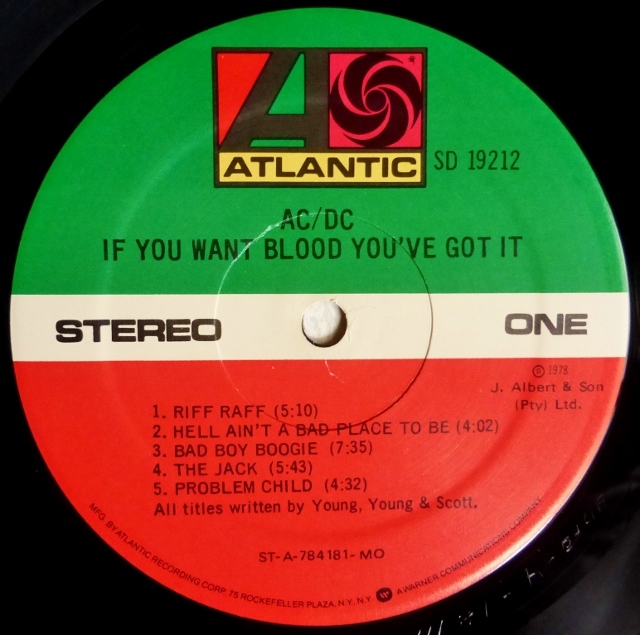 ATLANTIC
SD 19212
AC/DC
IF YOU WANT BLOOD YOU'VE GOT IT
STEREO
ONE
℗ 1978
J. Albert & Son
(Pty) Ltd.
1. RIFF RAFF (5:10)
2. HELL AIN'T A BAD PLACE TO BE (4:02)
3. BAD BOY BOOGIE (7:35)
4. THE JACK (5:43)
5. PROBLEM CHILD (4:32)
All titles written by Young, Young & Scott.
ST-A-784181-MO
MFG. BY ATLANTIC RECORDING CORP. 75 ROCKEFELLER PLAZA, N.Y. N.Y. A WARNER COMMUNICATIONS COMPANY